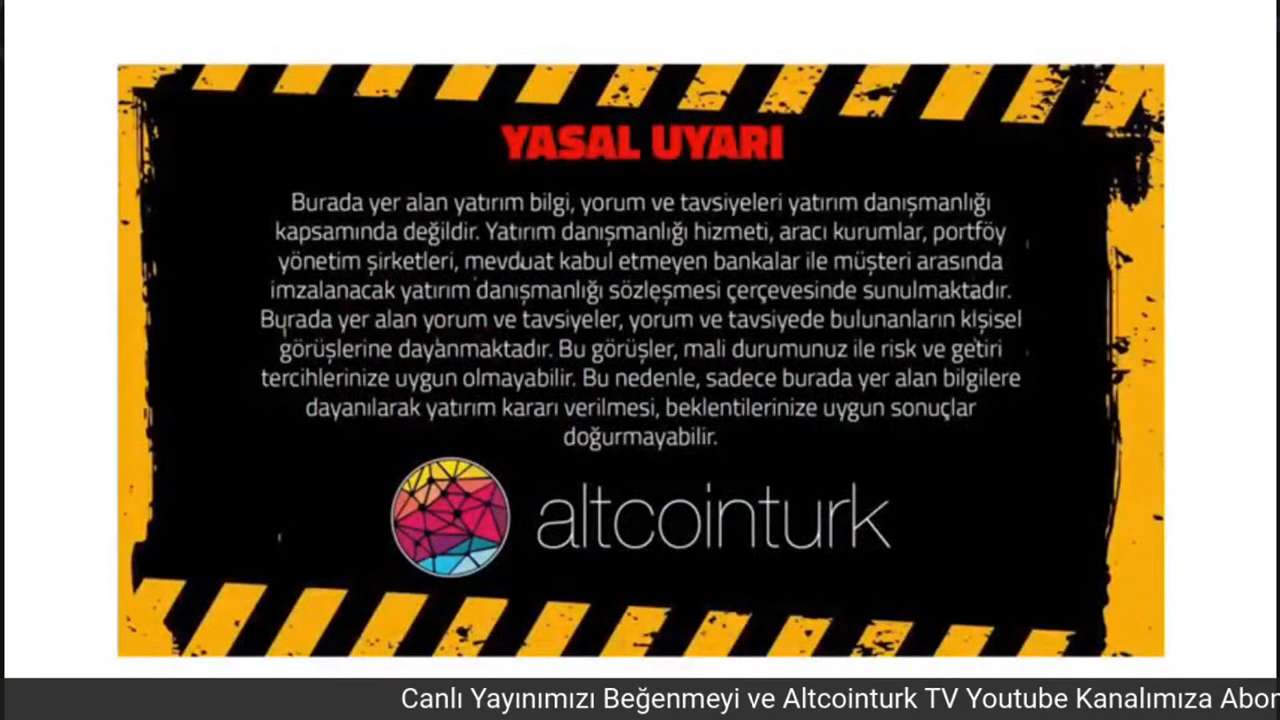 YASAL UYARI
Burada yer alan yatırım bilgi, yorum ve tavsiyeleri yatırım danışmanlığı
kapsamında değildir. Yatırım danışmanlığı hizmeti, aracı kurumlar, portföy
yönetim şirketleri, mevduat kabul etmeyen bankalar ile müşteri arasında
imzalanacak yatırım danışmanlığı sözleşmesi çerçevesinde sunulmaktadır.
Burada yer alan yorum ve tavsiyeler, yorum ve tavsiyede bulunanların kIşisel
görüşlerine dayanmaktadır. Bu görüşler, mali durumunuz ile risk ve getiri
tercihlerinize uygun olmayabilir. Bu nedenle, sadece burada yer alan bilgilere
dayanılarak yatırım kararı verilmesi, beklentilerinize uygun sonuçlar
doğurmayabilir.
altcointurk
Canlı Yayınımızı Beğenmeyi ve Altcointurk TV Youtube Kanalımıza Abon